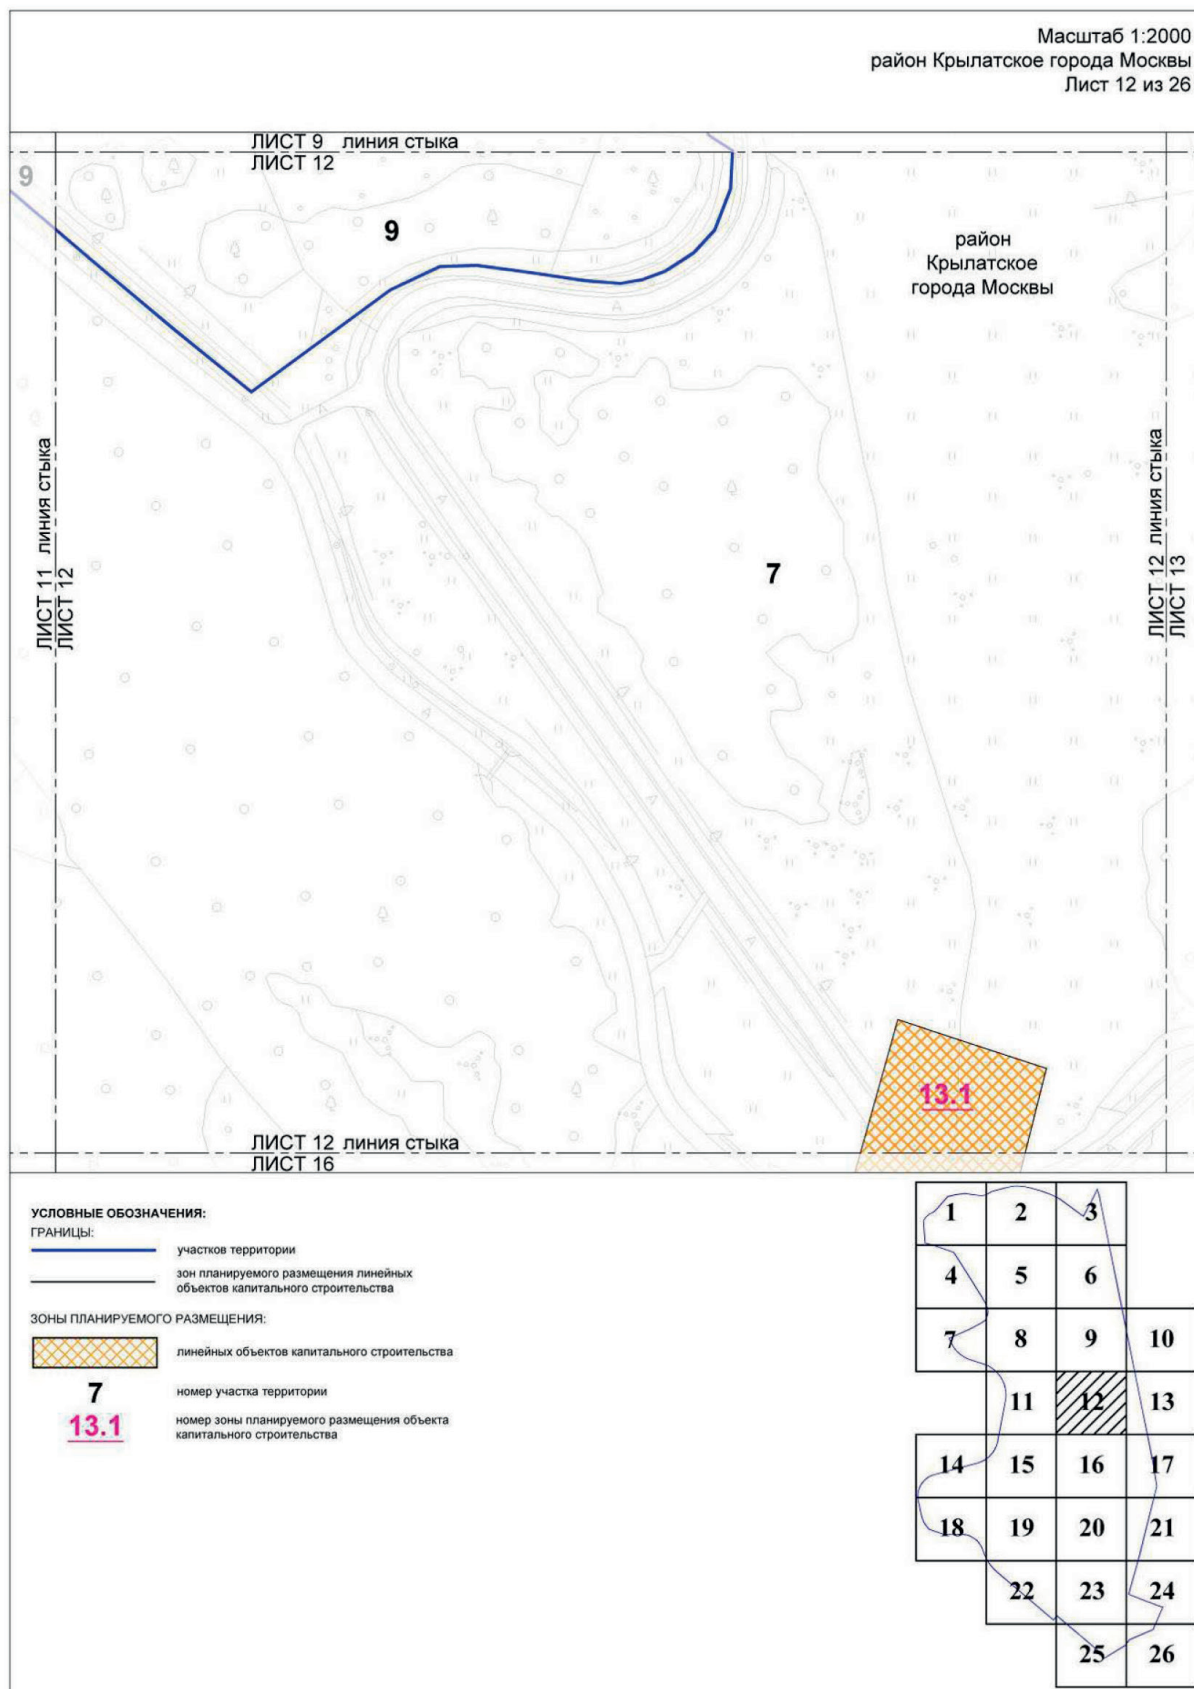 Масштаб 1:2000
район Крылатское города Москвы
Лист 12 из 26
ЛИСТ 9 линия стыка
ЛИСТ 12
9
9
район
Крылатское
города Москвы
ЛИСТ 11 линия стыка
ЛИСТ 12
ЛИСТ 12 линия стыка
ЛИСТ 13
7
13.1
ЛИСТ 12 линия стыка
ЛИСТ 16
УСЛОВНЫЕ ОБОЗНАЧЕНИЯ:
ГРАНИЦЫ:
участков территории
зон планируемого размещения линейных
объектов капитального строительства
ЗОНЫ ПЛАНИРУЕМОГО РАЗМЕЩЕНИЯ:
линейных объектов капитального строительства
7 номер участка территории
13.1 номер зоны планируемого размещения объекта
капитального строительства
1 2 3
4 5 6
7 8 9 10
11 12 13
14 15 16 17
18 19 20 21
22 23 24
25 26